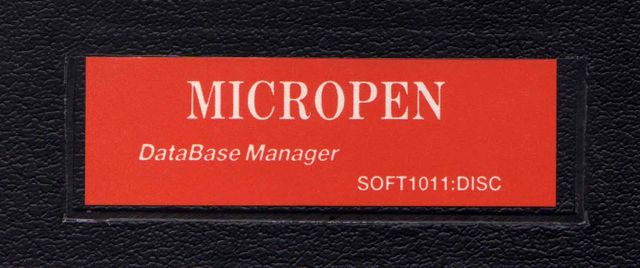 MICROPEN
DataBase Manager
SOFT1011:DISC